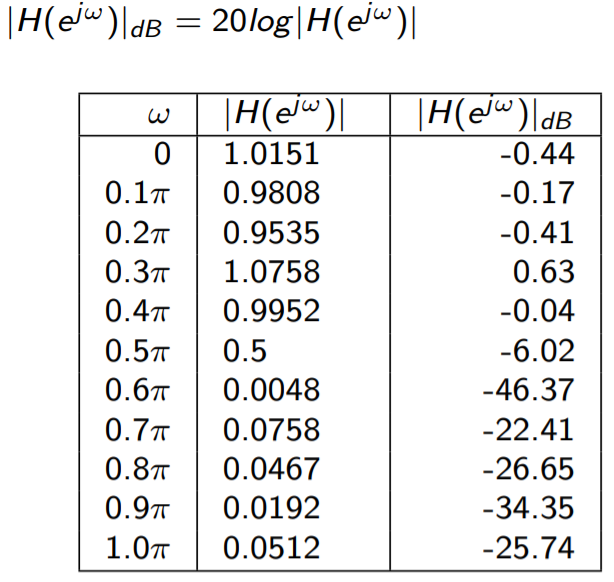 |H(e^{jω})|_{dB} = 20log|H(e^{jω})|
ω |H(e^{jω})| |H(e^{jω})|_{dB}
0 1.0151 -0.44
0.1π 0.9808 -0.17
0.2π 0.9535 -0.41
0.3π 1.0758 0.63
0.4π 0.9952 -0.04
0.5π 0.5 -6.02
0.6π 0.0048 -46.37
0.7π 0.0758 -22.41
0.8π 0.0467 -26.65
0.9π 0.0192 -34.35
1.0π 0.0512 -25.74